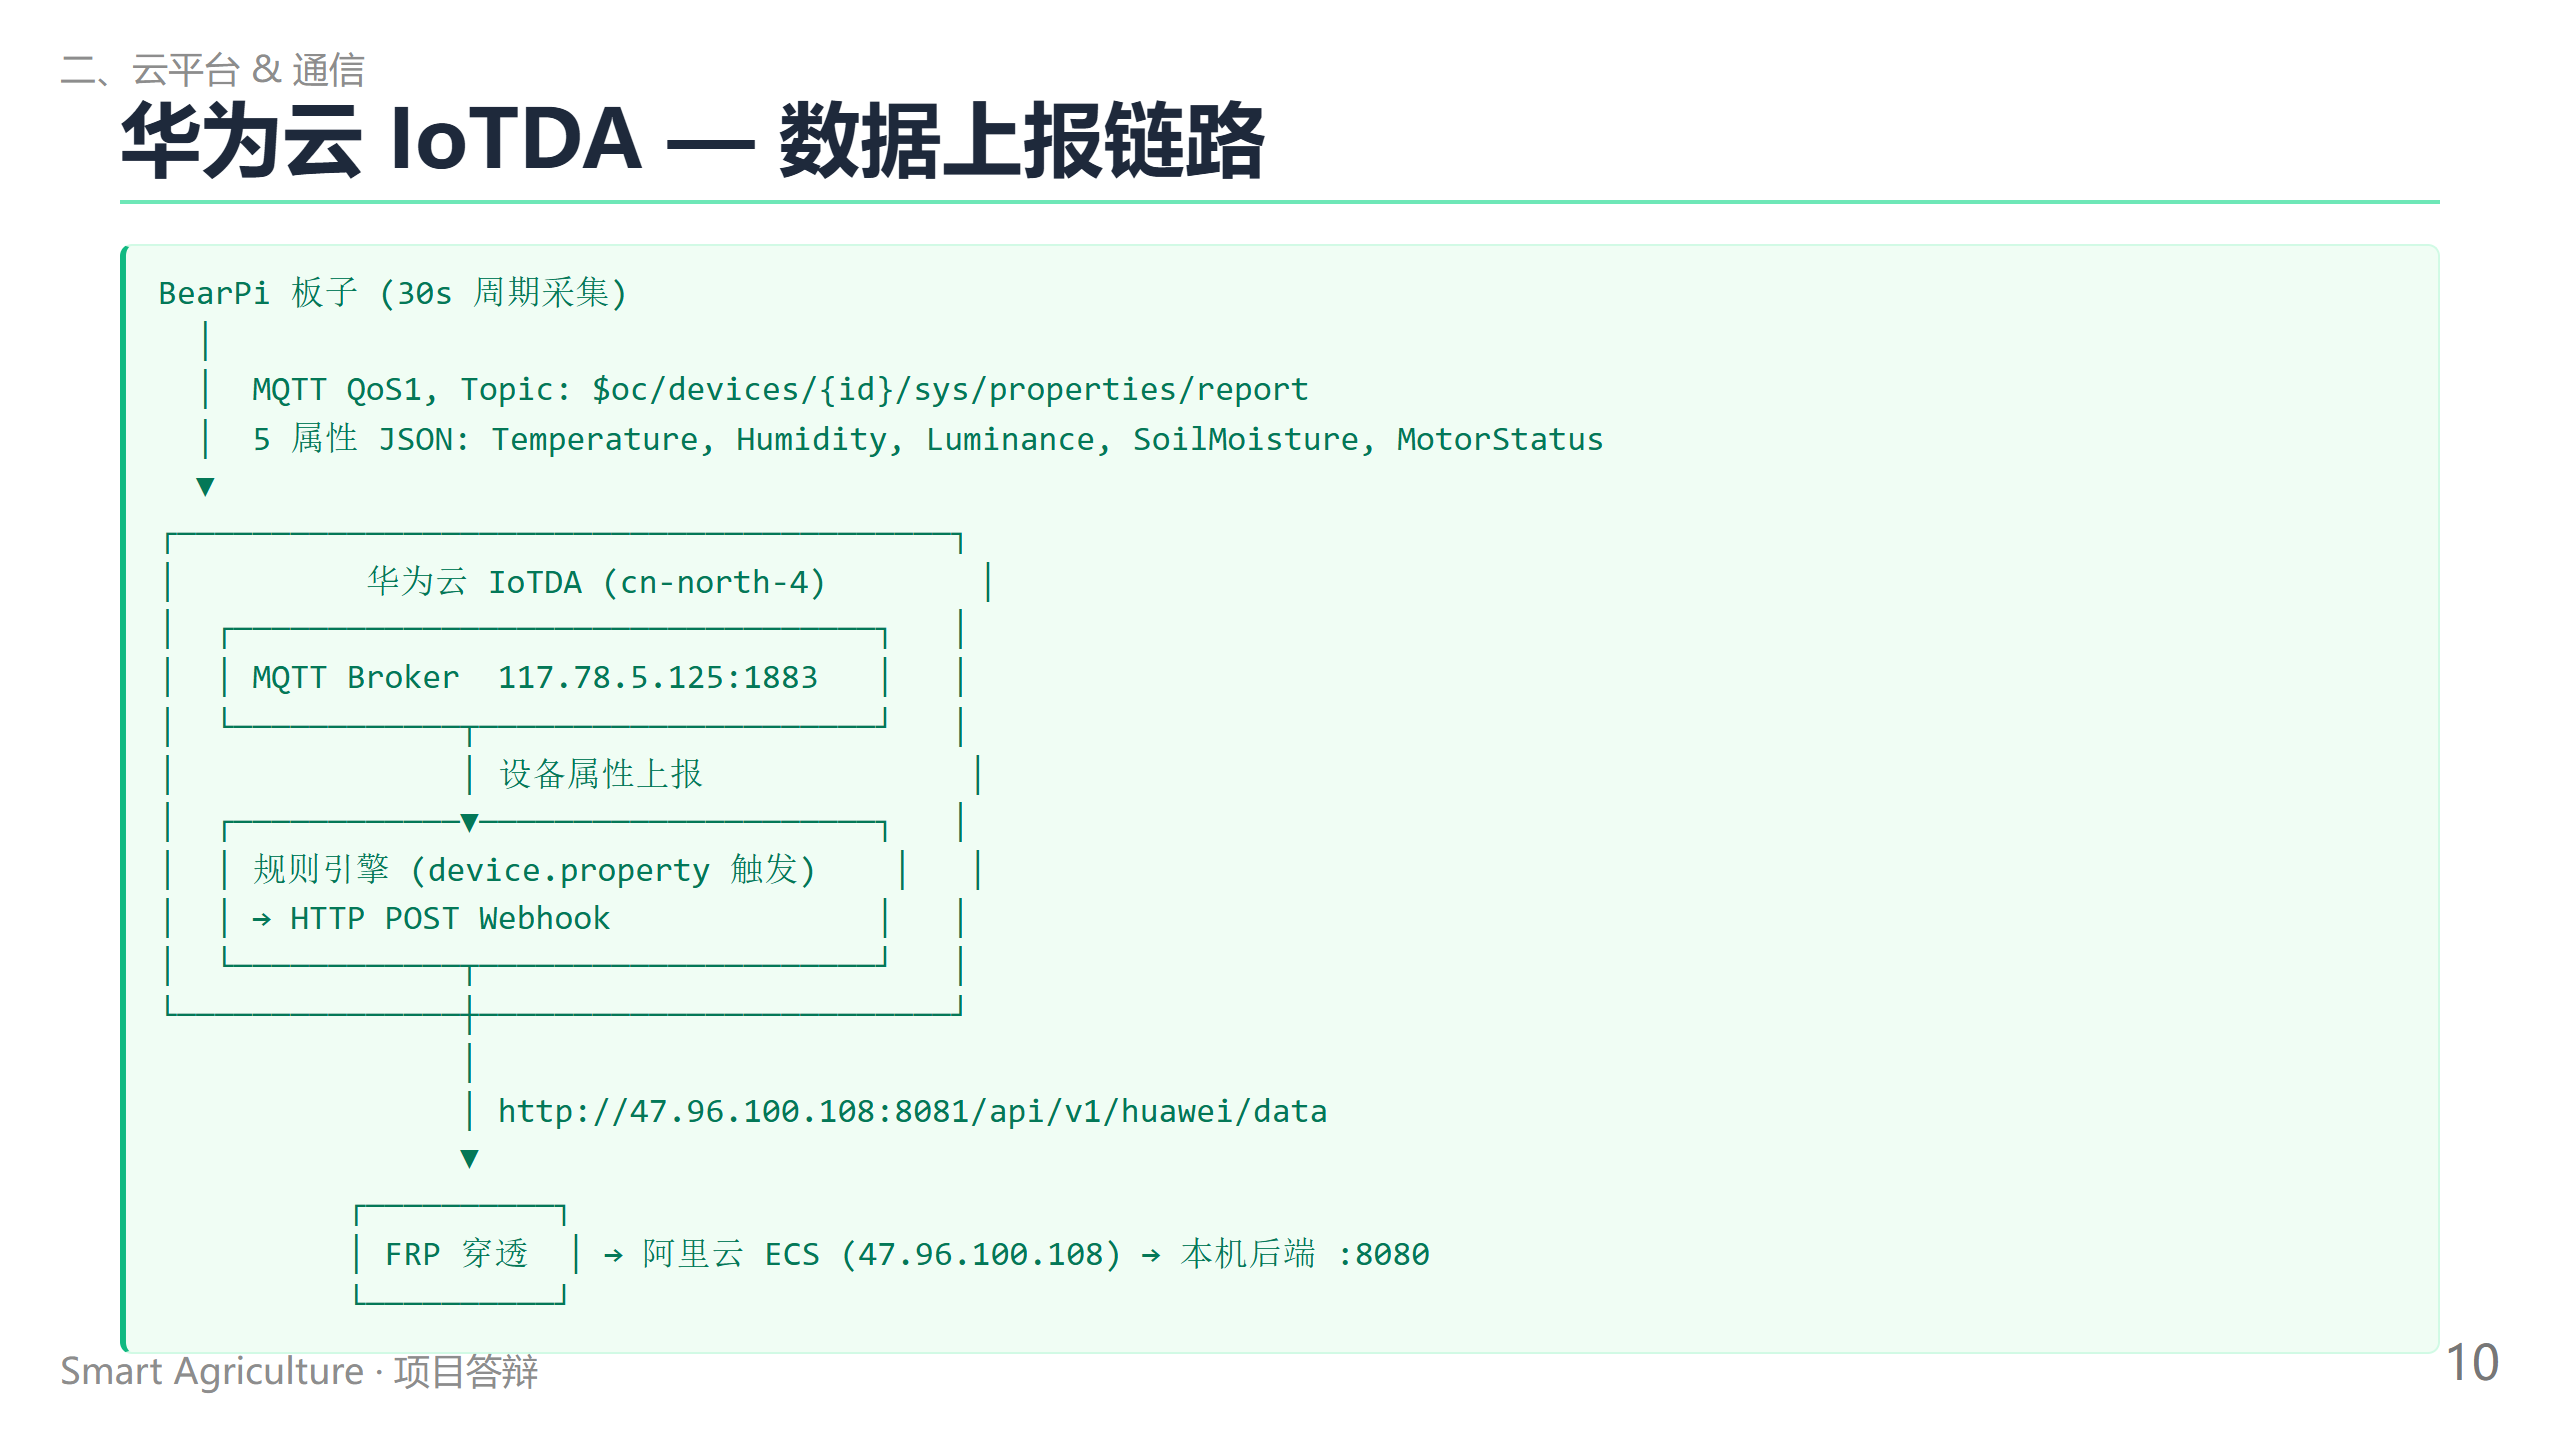 二、云平台 & 通信
华为云 IoTDA — 数据上报链路
BearPi 板子 (30s 周期采集)
MQTT QoS1, Topic: $oc/devices/{id}/sys/properties/report
5 属性 JSON: Temperature, Humidity, Luminance, SoilMoisture, MotorStatus
华为云 IoTDA (cn-north-4)
MQTT Broker  117.78.5.125:1883
设备属性上报
规则引擎 (device.property 触发)
→ HTTP POST Webhook
http://47.96.100.108:8081/api/v1/huawei/data
FRP 穿透 → 阿里云 ECS (47.96.100.108) → 本机后端 :8080
Smart Agriculture · 项目答辩
10